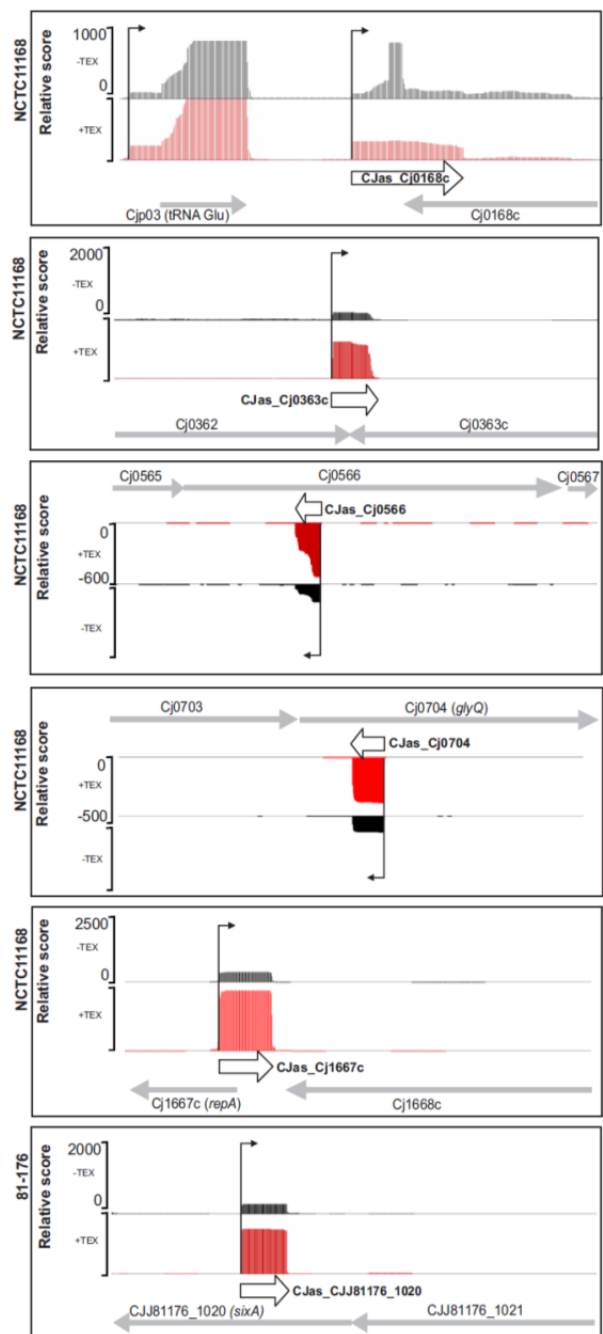 NCTC11168
Relative score
1000
-TEX
0
+TEX
CJas_Cj0168c
Cjp03 (tRNA Glu)
Cj0168c
NCTC11168
Relative score
2000
-TEX
0
+TEX
CJas_Cj0363c
Cj0362
Cj0363c
NCTC11168
Relative score
Cj0565
Cj0566
Cj0567
CJas_Cj0566
0
+TEX
-600
-TEX
NCTC11168
Relative score
Cj0703
Cj0704 (glyQ)
CJas_Cj0704
0
+TEX
-500
-TEX
NCTC11168
Relative score
2500
-TEX
0
+TEX
CJas_Cj1667c
Cj1667c (repA)
Cj1668c
81-176
Relative score
2000
-TEX
0
+TEX
CJas_CJJ81176_1020
CJJ81176_1020 (sixA)
CJJ81176_1021